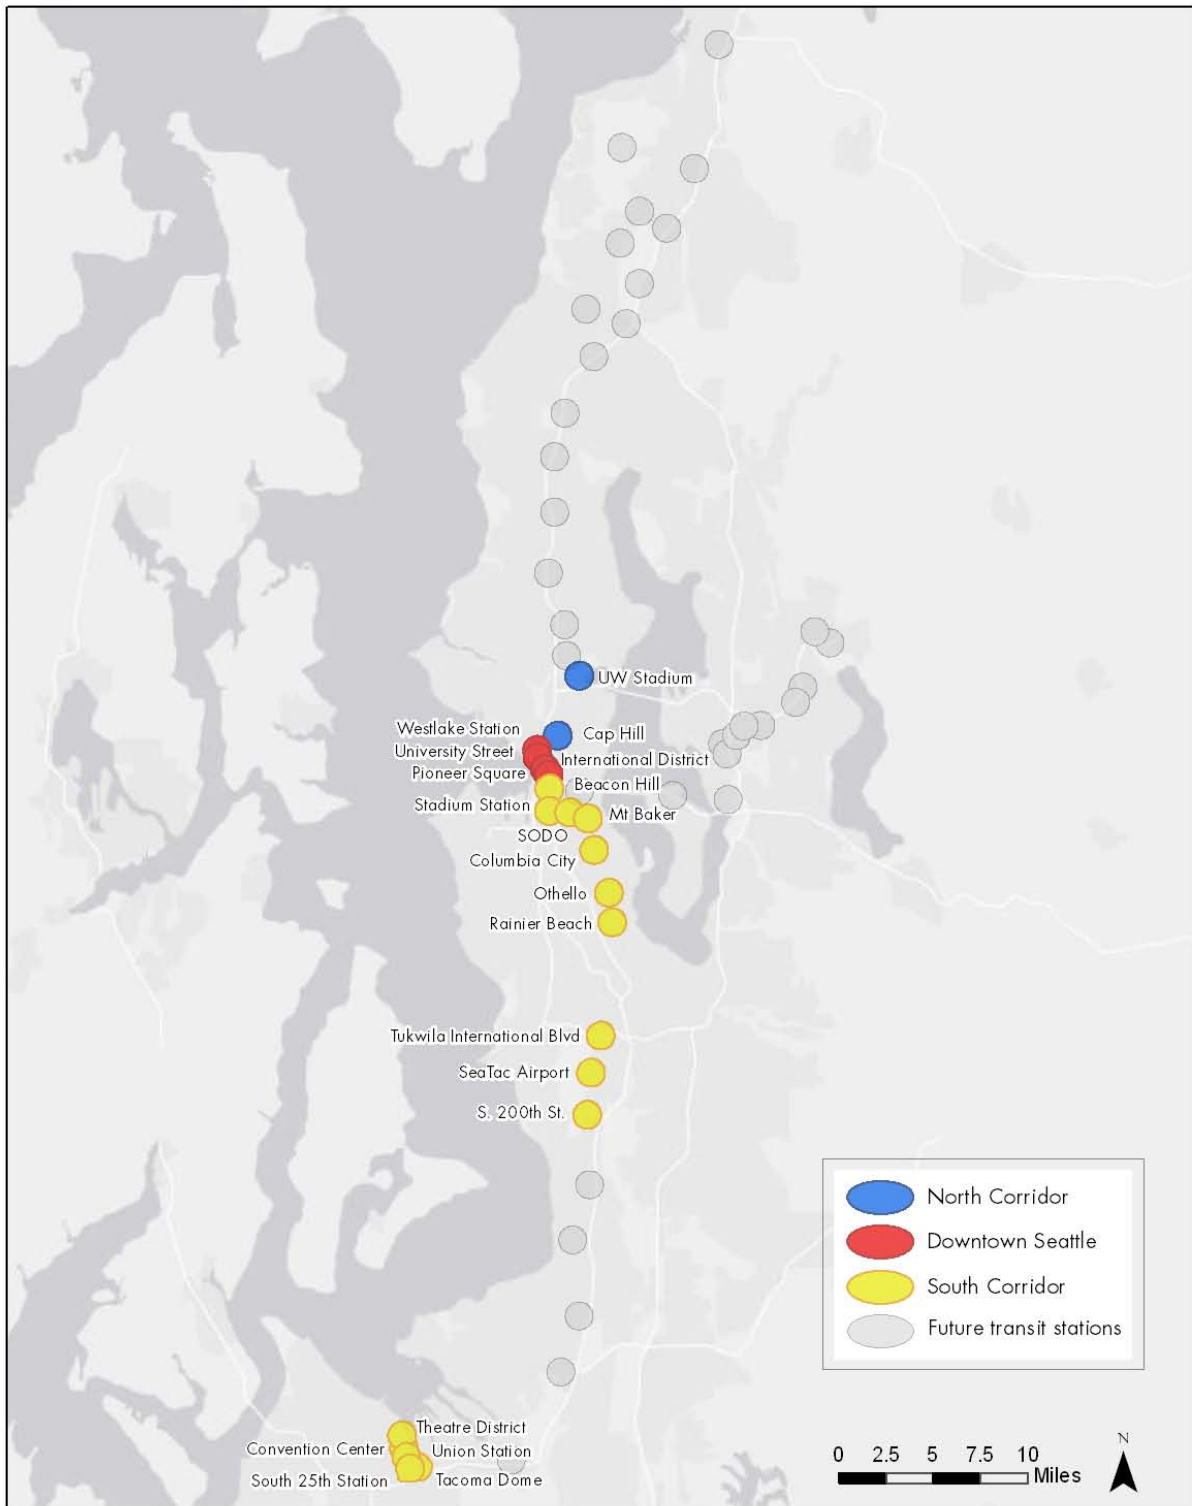 UW Stadium
Westlake Station
Cap Hill
University Street
International District
Pioneer Square
Beacon Hill
Stadium Station
Mt Baker
SODO
Columbia City
Othello
Rainier Beach
Tukwila International Blvd
SeaTac Airport
S. 200th St.
North Corridor
Downtown Seattle
South Corridor
Future transit stations
Theatre District
Convention Center
Union Station
South 25th Station
Tacoma Dome
0 2.5 5 7.5 10
Miles
N